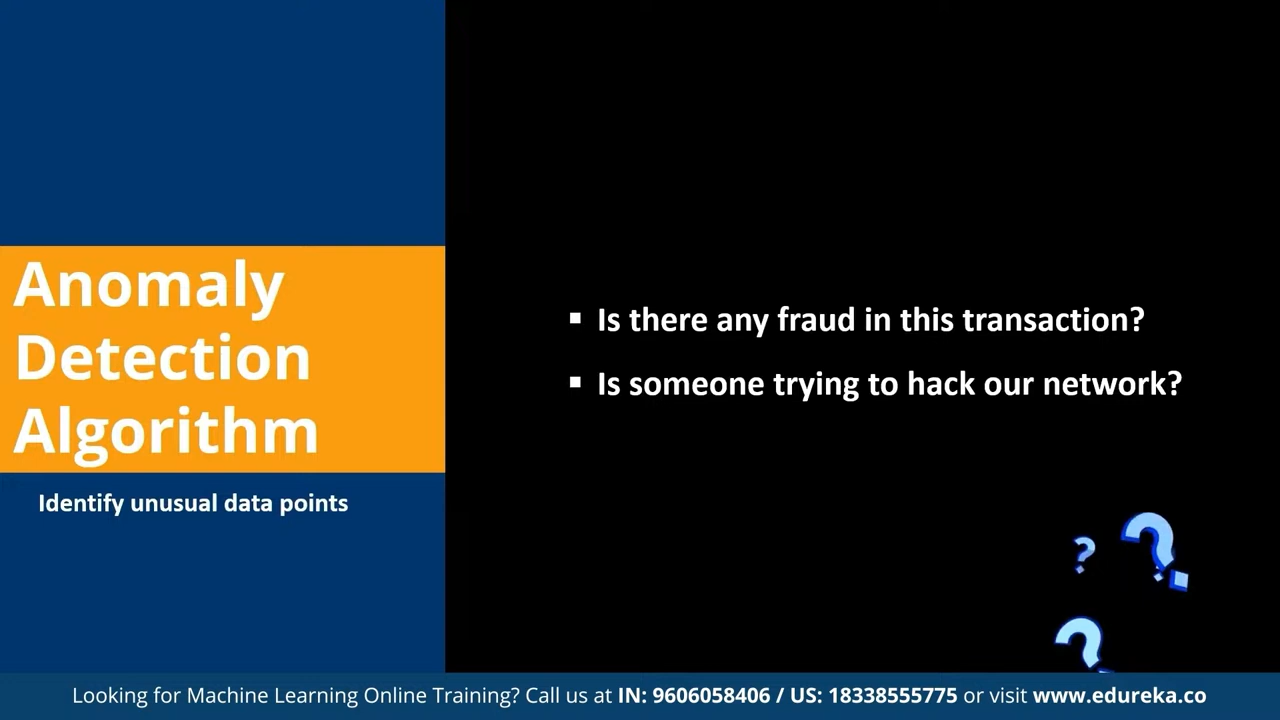 Anomaly
Detection
Algorithm
Identify unusual data points
▪ Is there any fraud in this transaction?
▪ Is someone trying to hack our network?
? ?
?
Looking for Machine Learning Online Training? Call us at IN: 9606058406 / US: 18338555775 or visit www.edureka.co